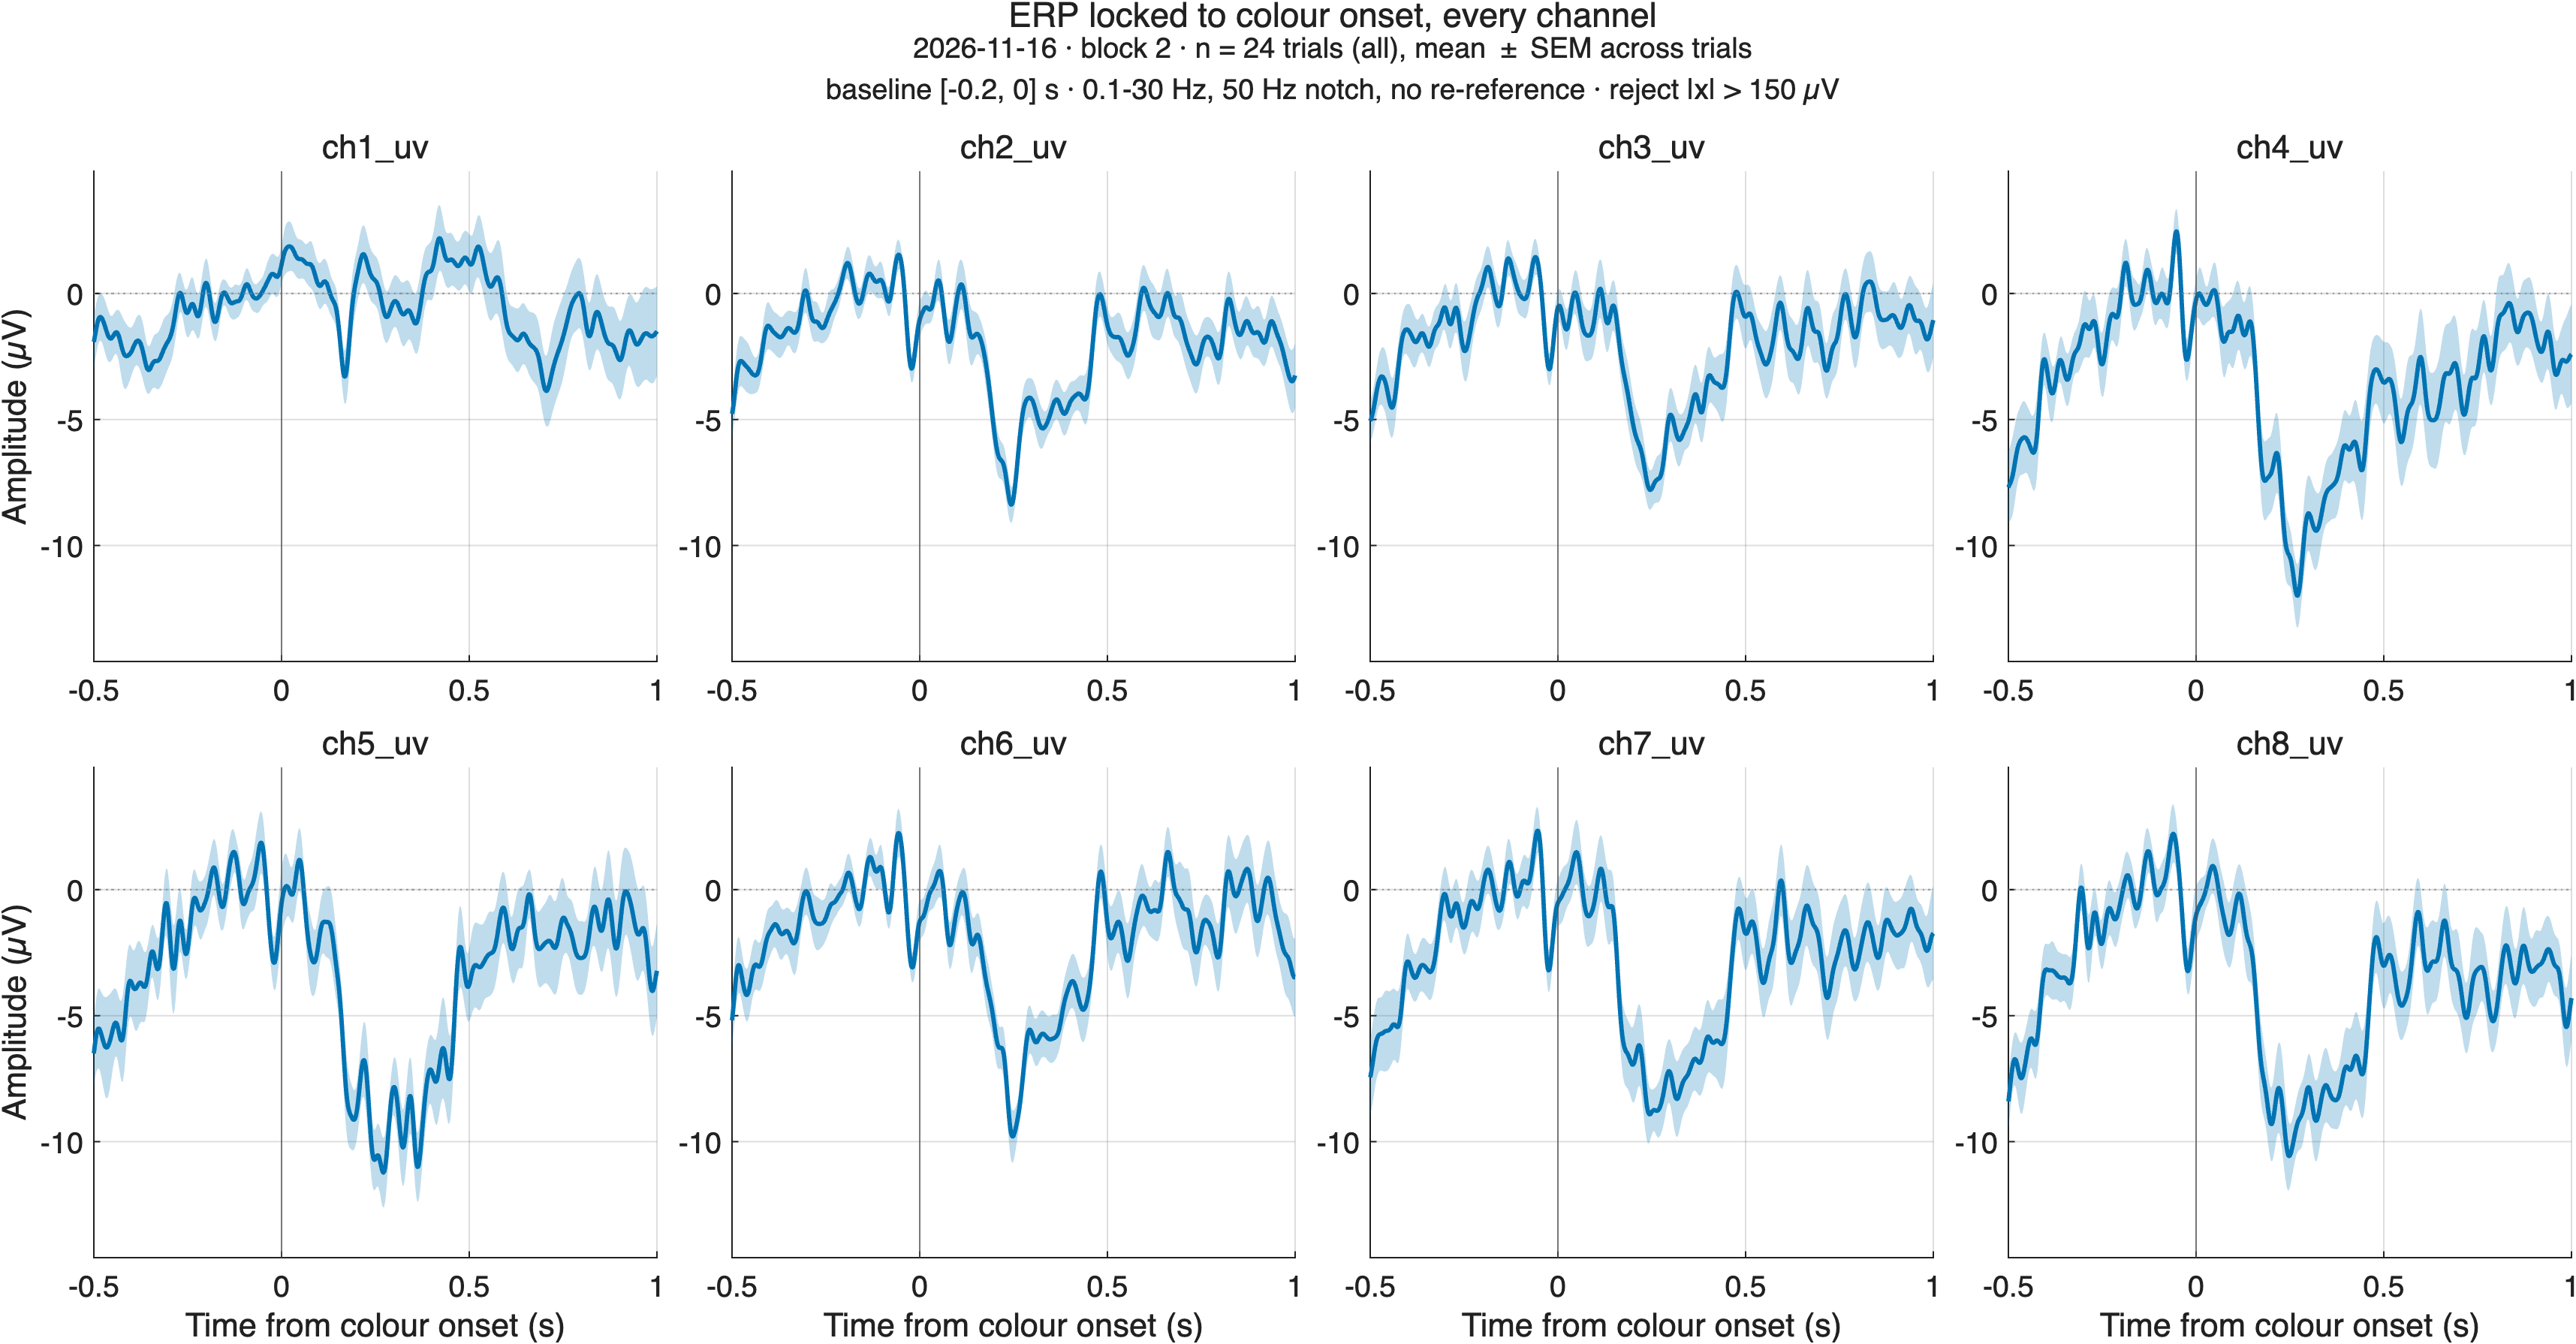 ERP locked to colour onset, every channel
2026-11-16 · block 2 · n = 24 trials (all), mean ± SEM across trials
baseline [-0.2, 0] s · 0.1-30 Hz, 50 Hz notch, no re-reference · reject |x| > 150 µV
ch1_uv
ch2_uv
ch3_uv
ch4_uv
Amplitude (µV)
0
-5
-10
0
-5
-10
0
-5
-10
0
-5
-10
-0.5 0 0.5 1
-0.5 0 0.5 1
-0.5 0 0.5 1
-0.5 0 0.5 1
ch5_uv
ch6_uv
ch7_uv
ch8_uv
Amplitude (µV)
0
-5
-10
0
-5
-10
0
-5
-10
0
-5
-10
-0.5 0 0.5 1
-0.5 0 0.5 1
-0.5 0 0.5 1
-0.5 0 0.5 1
Time from colour onset (s)
Time from colour onset (s)
Time from colour onset (s)
Time from colour onset (s)